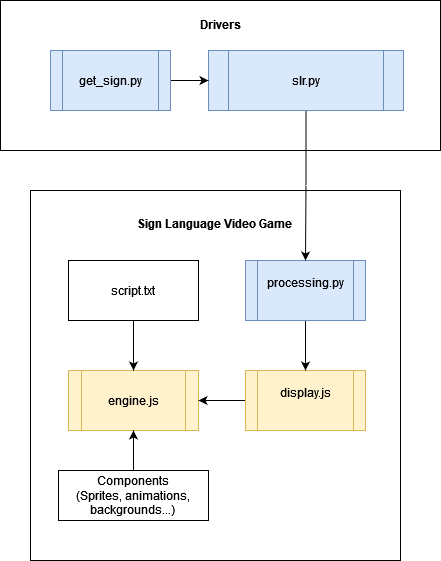 Drivers
get_sign.py
slr.py
Sign Language Video Game
script.txt
processing.py
engine.js
display.js
Components
(Sprites, animations,
backgrounds...)